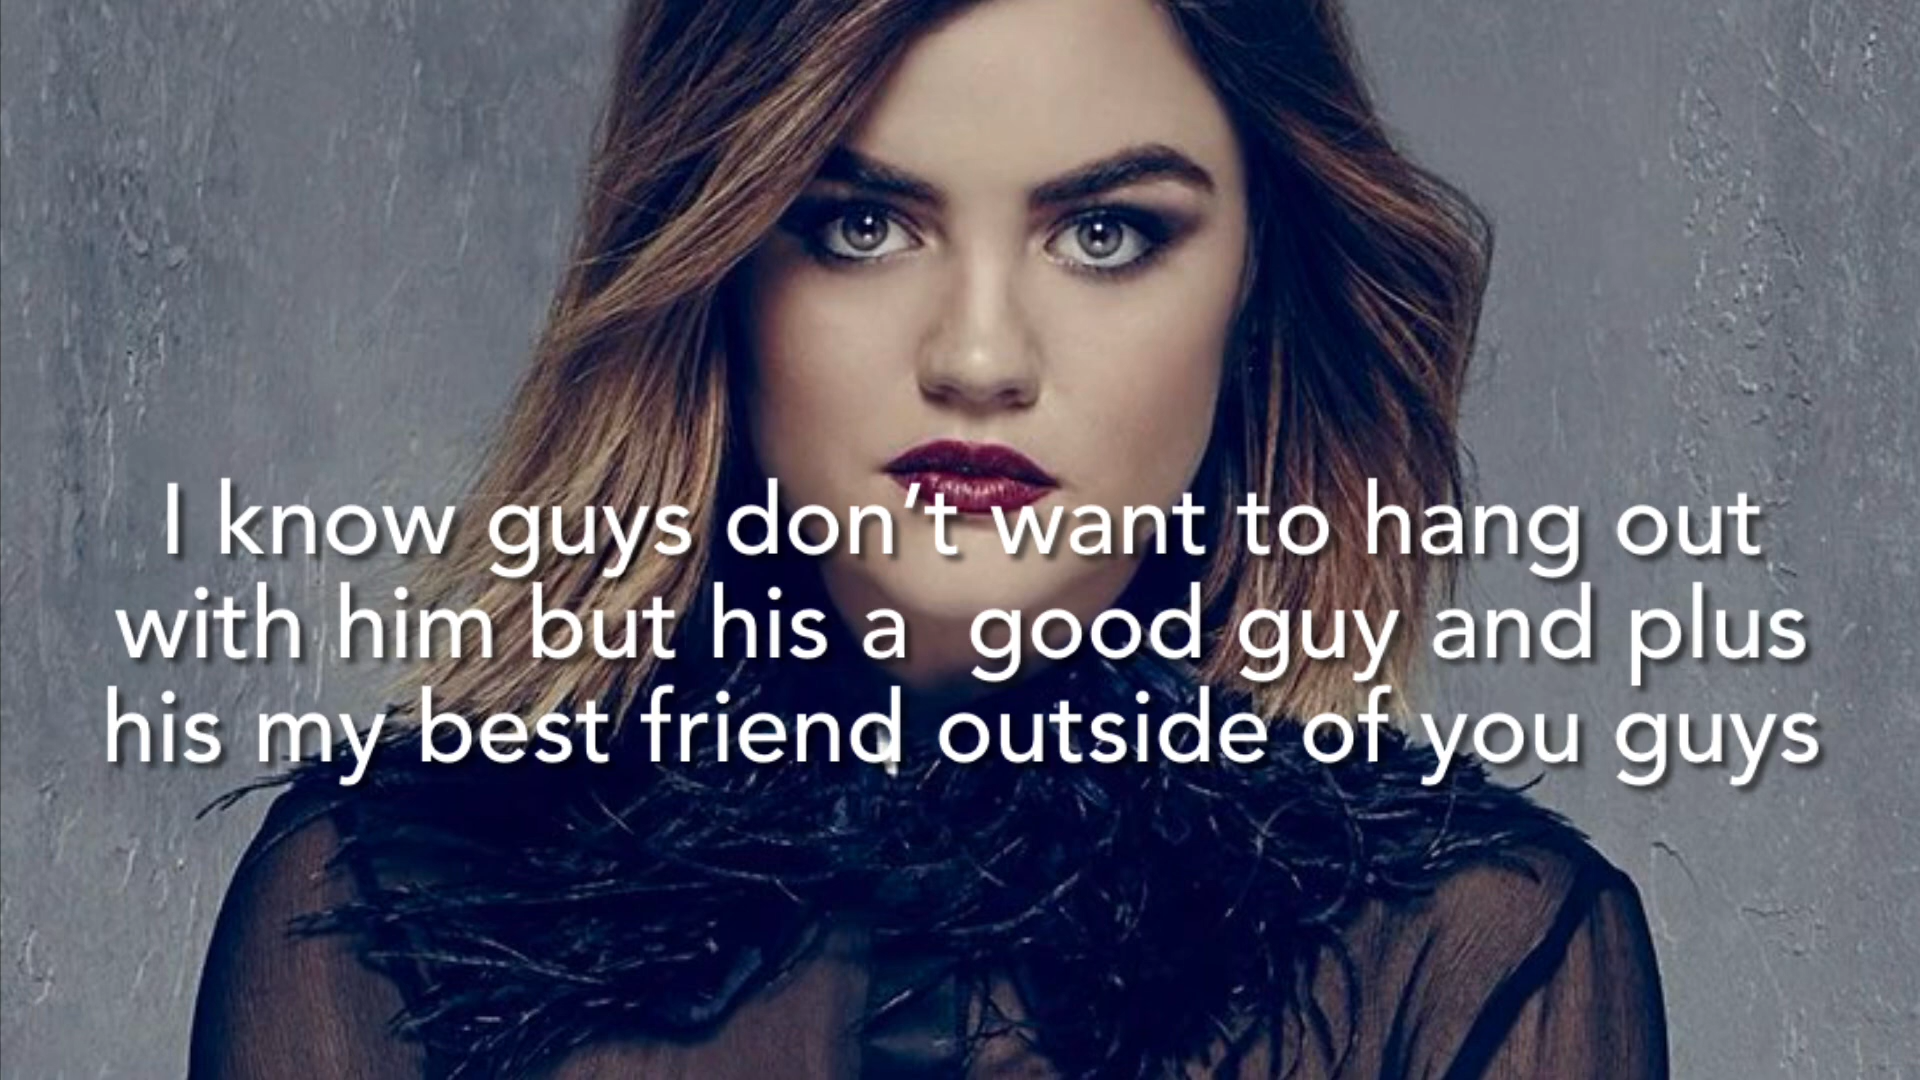 I know guys don’t want to hang out
with him but his a  good guy and plus
his my best friend outside of you guys